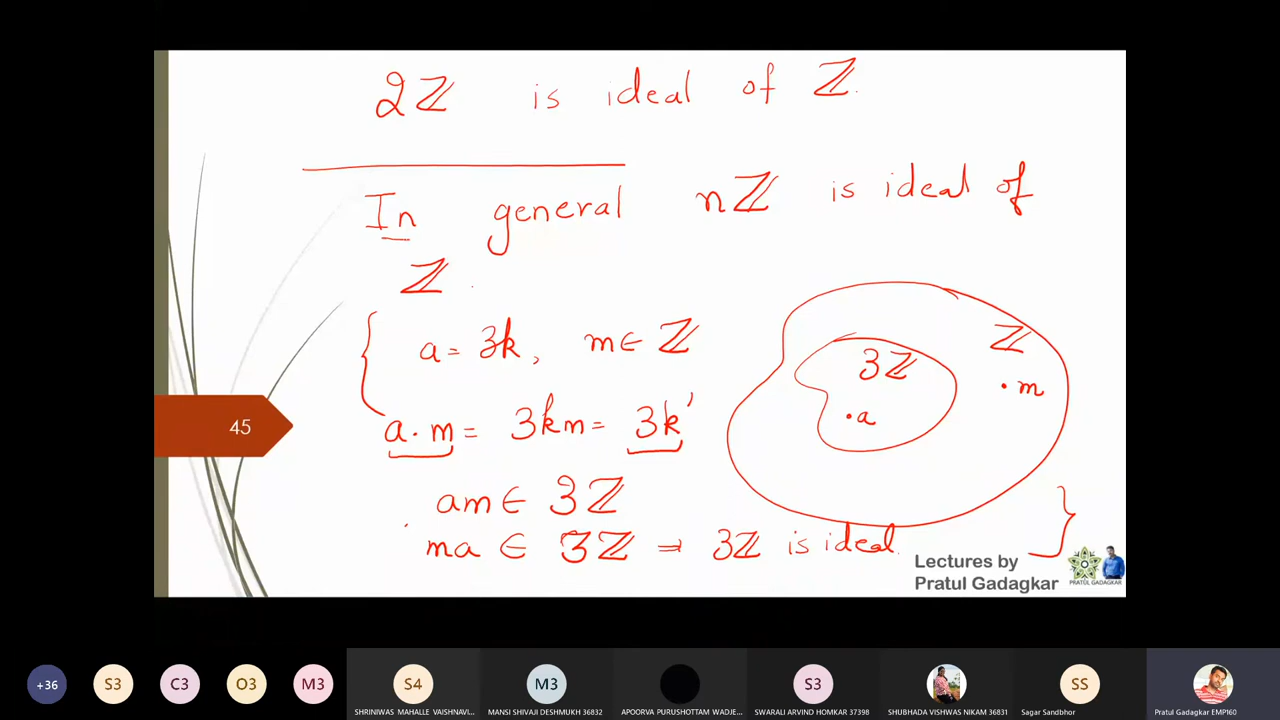 2ℤ is ideal of ℤ.
In general nℤ is ideal of
ℤ.
a = 3k, m ∈ ℤ
a·m = 3km = 3k'
am ∈ 3ℤ
ma ∈ 3ℤ ⇒ 3ℤ is ideal.
ℤ
3ℤ
·m
·a
45
Lectures by
Pratul Gadagkar
PRATUL GADAGKAR
+36
S3
C3
O3
M3
S4
M3
S3
SS
SHRINIWAS MAHALLE VAISHNAVI...
MANSI SHIVAJI DESHMUKH 36832
APOORVA PURUSHOTTAM WADJE...
SWARALI ARVIND HOMKAR 37398
SHUBHADA VISHWAS NIKAM 36831
Sagar Sandbhor
Pratul Gadagkar EMP160